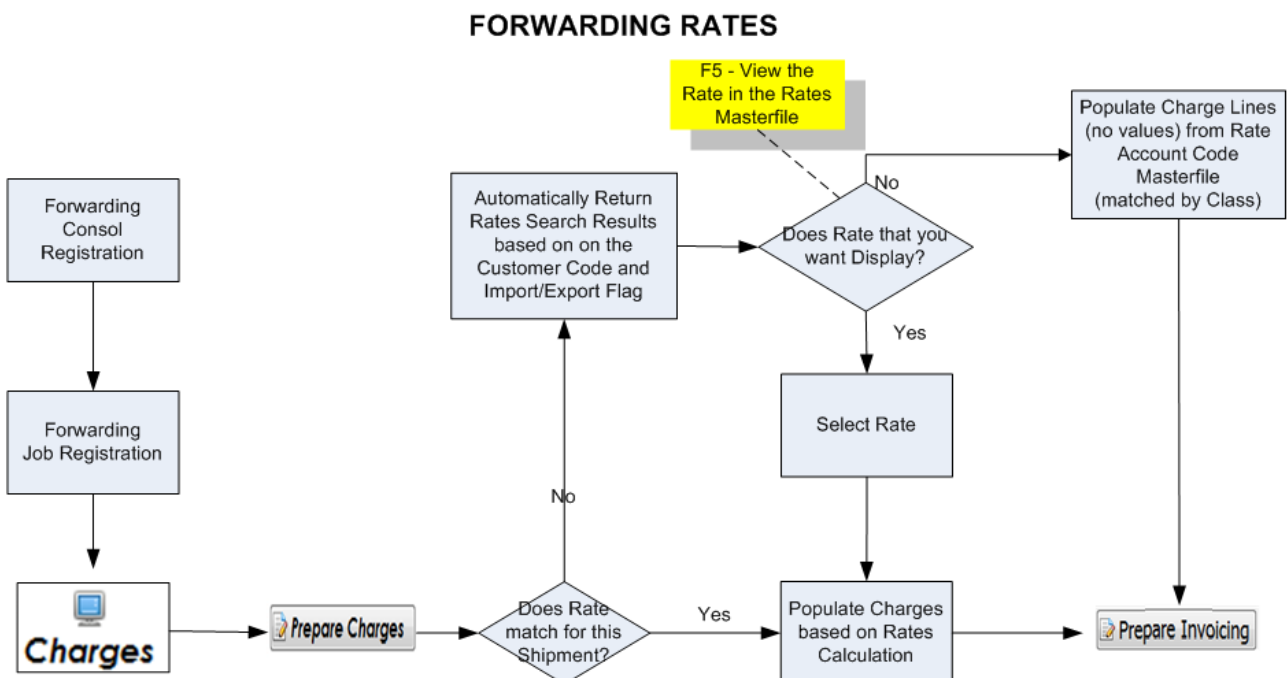 FORWARDING RATES
F5 - View the
Rate in the Rates
Masterfile
Populate Charge Lines
(no values) from Rate
Account Code
Masterfile
(matched by Class)
Forwarding
Consol
Registration
Automatically Return
Rates Search Results
based on on the
Customer Code and
Import/Export Flag
No
Does Rate that you
want Display?
Yes
Forwarding
Job Registration
Select Rate
No
Charges
Prepare Charges
Does Rate
match for this
Shipment?
Yes
Populate Charges
based on Rates
Calculation
Prepare Invoicing